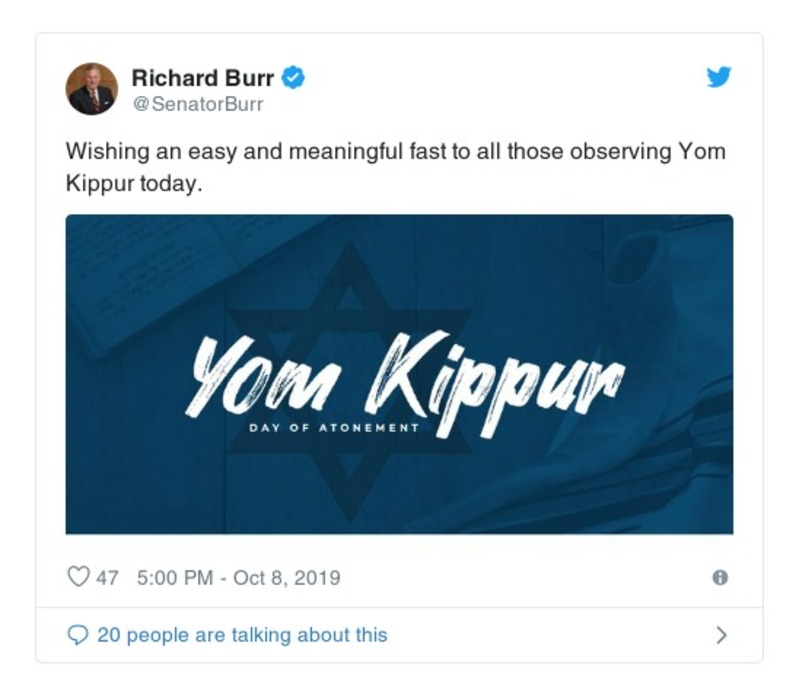 Richard Burr
@SenatorBurr
Wishing an easy and meaningful fast to all those observing Yom
Kippur today.
Yom Kippur
DAY OF ATONEMENT
47 5:00 PM - Oct 8, 2019
20 people are talking about this